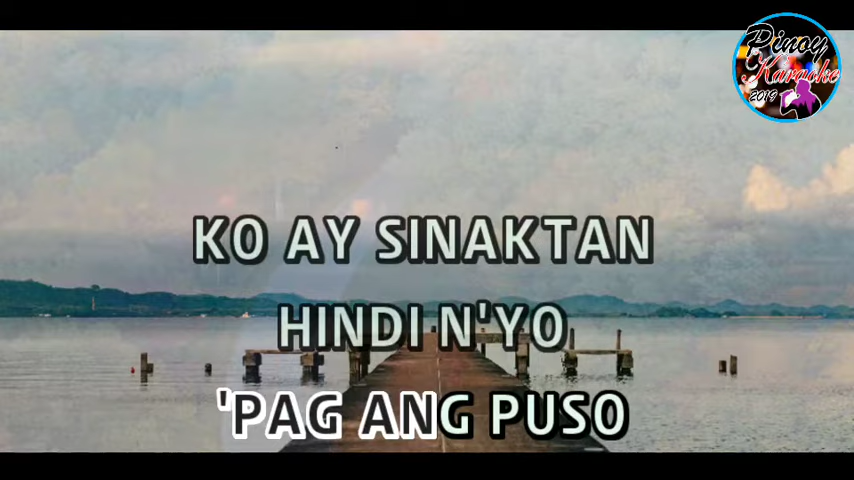 Pinoy
Karaoke
2019
KO AY SINAKTAN
HINDI N'YO
'PAG ANG PUSO